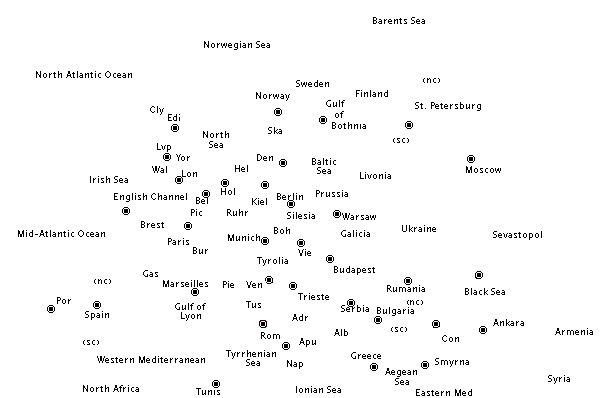 Barents Sea
Norwegian Sea
North Atlantic Ocean
(nc)
Sweden
Finland
Norway
Gulf
of
Bothnia
St. Petersburg
Cly
Edi
Ska
North
Sea
(sc)
Lvp
Yor
Den
Baltic
Sea
Wal
Lon
Hel
Livonia
Moscow
Irish Sea
Hol
English Channel
Bel
Kiel
Berlin
Prussia
Pic
Ruhr
Silesia
Warsaw
Brest
Mid-Atlantic Ocean
Paris
Munich
Boh
Galicia
Ukraine
Sevastopol
Bur
Vie
Tyrolia
Budapest
Gas
(nc)
Marseilles
Pie
Ven
Trieste
Rumania
Black Sea
Por
Spain
Gulf of
Lyon
Tus
Serbia
(nc)
Bulgaria
Adr
(sc)
Ankara
Armenia
Rom
Alb
Con
(sc)
Apu
Western Mediterranean
Tyrrhenian
Sea
Nap
Greece
Smyrna
Aegean
Sea
Syria
North Africa
Tunis
Ionian Sea
Eastern Med